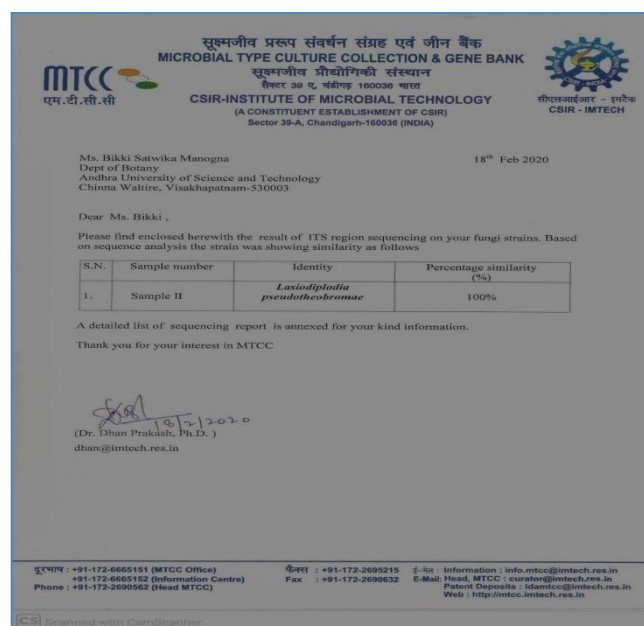 सूक्ष्मजीव प्ररूप संवर्धन संग्रह एवं जीन बैंक
MICROBIAL TYPE CULTURE COLLECTION & GENE BANK
सूक्ष्मजीव प्रौद्योगिकी संस्थान
सैक्टर 39 ए, चंडीगढ़ 160036 भारत
CSIR-INSTITUTE OF MICROBIAL TECHNOLOGY
(A CONSTITUENT ESTABLISHMENT OF CSIR)
Sector 39-A, Chandigarh-160036 (INDIA)
mTCC
एम.टी.सी.सी
सीएसआईआर - इमटैक
CSIR - IMTECH
Ms. Bikki Satwika Manogna 18th Feb 2020
Dept of Botany
Andhra University of Science and Technology
Chinna Waltire, Visakhapatnam-530003
Dear Ms. Bikki ,
Please find enclosed herewith the result of ITS region sequencing on your fungi strains. Based
on sequence analysis the strain was showing similarity as follows
S.N. Sample number Identity Percentage similarity
(%)
1. Sample II Lasiodiplodia
pseudotheobromae 100%
A detailed list of sequencing report is annexed for your kind information.
Thank you for your interest in MTCC
18/2/2020
(Dr. Dhan Prakash, Ph.D. )
dhan@imtech.res.in
दूरभाष : +91-172-6665151 (MTCC Office) फैक्स : +91-172-2695215 ई-मेल : Information : info.mtcc@imtech.res.in
+91-172-6665152 (Information Centre) Fax : +91-172-2690632 E-Mail: Head, MTCC : curator@imtech.res.in
Phone : +91-172-2690562 (Head MTCC) Patent Deposits : idamtcc@imtech.res.in
Web : http://mtcc.imtech.res.in
CS Scanned with CamScanner